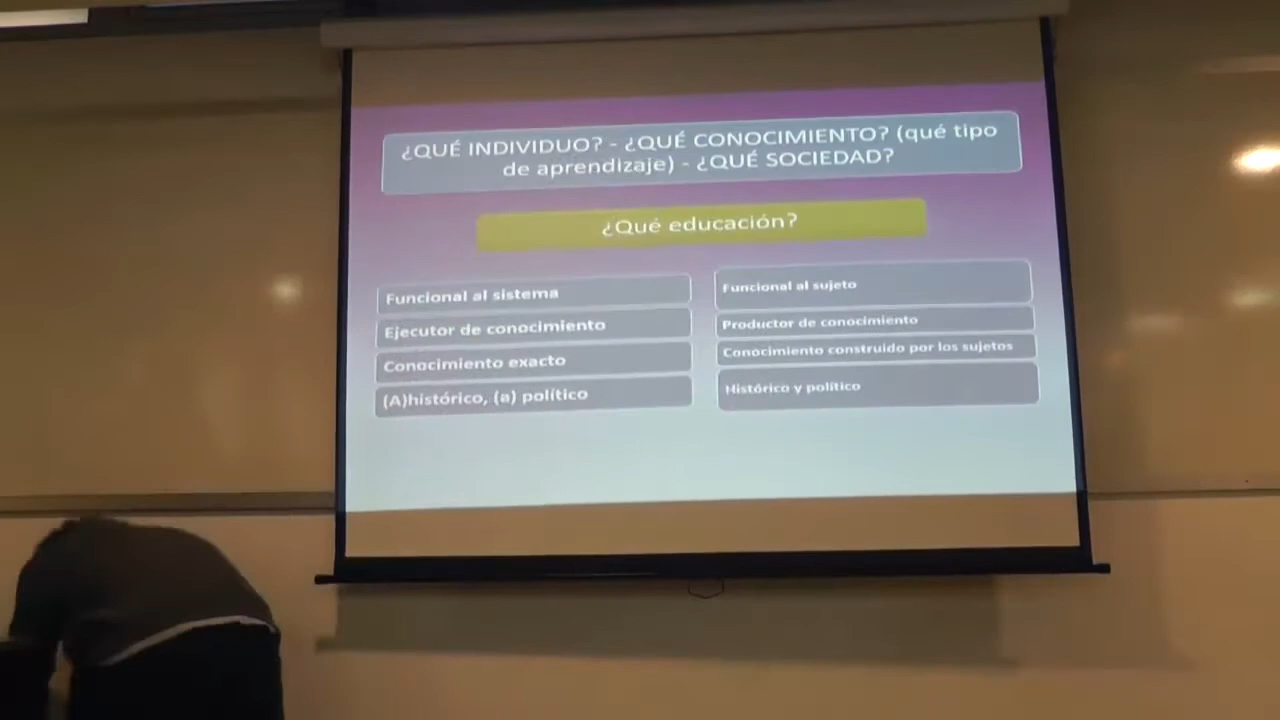 ¿QUÉ INDIVIDUO? - ¿QUÉ CONOCIMIENTO? (qué tipo
de aprendizaje) - ¿QUÉ SOCIEDAD?
¿Qué educación?
Funcional al sistema
Ejecutor de conocimiento
Conocimiento exacto
(A)histórico, (a) político
Funcional al sujeto
Productor de conocimiento
Conocimiento construido por los sujetos
Histórico y político